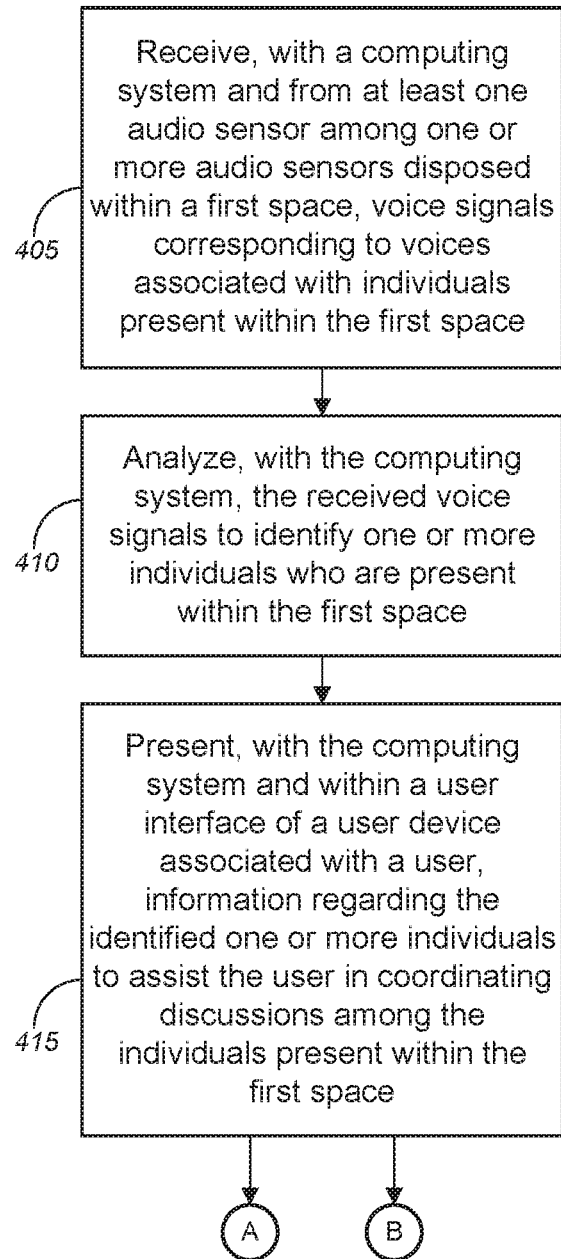 Receive, with a computing
system and from at least one
audio sensor among one or
more audio sensors disposed
within a first space, voice signals
corresponding to voices
associated with individuals
present within the first space
405
Analyze, with the computing
system, the received voice
signals to identify one or more
individuals who are present
within the first space
410
Present, with the computing
system and within a user
interface of a user device
associated with a user,
information regarding the
identified one or more individuals
to assist the user in coordinating
discussions among the
individuals present within the
first space
415
A B